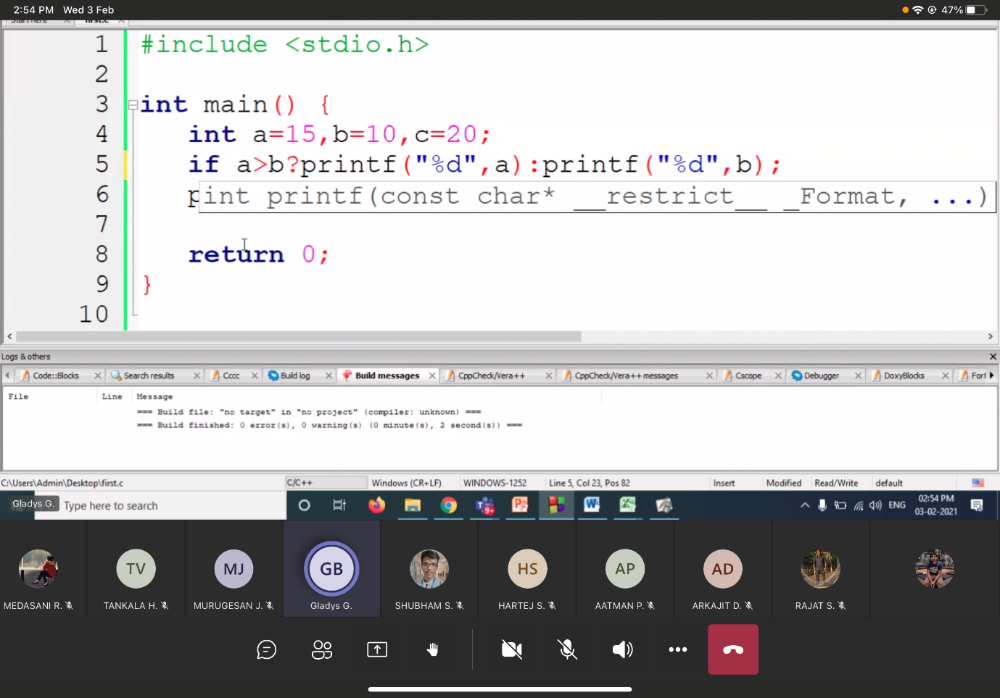 2:54 PM Wed 3 Feb
47%
Start here
first.c
1 #include <stdio.h>
2
3 int main() {
4 int a=15,b=10,c=20;
5 if a>b?printf("%d",a):printf("%d",b);
6 p
int printf(const char* __restrict__ _Format, ...)
7
8 return 0;
9 }
10
Logs & others
Code::Blocks
Search results
Cccc
Build log
Build messages
CppCheck/Vera++
CppCheck/Vera++ messages
Cscope
Debugger
DoxyBlocks
Fort
File Line Message
=== Build file: "no target" in "no project" (compiler: unknown) ===
=== Build finished: 0 error(s), 0 warning(s) (0 minute(s), 2 second(s)) ===
C:\Users\Admin\Desktop\first.c
C/C++
Windows (CR+LF)
WINDOWS-1252
Line 5, Col 23, Pos 82
Insert
Modified
Read/Write
default
Gladys G.
Type here to search
9+
ENG
02:54 PM
03-02-2021
TV
MJ
GB
HS
AP
AD
MEDASANI R.
TANKALA H.
MURUGESAN J.
Gladys G.
SHUBHAM S.
HARTEJ S.
AATMAN P.
ARKAJIT D.
RAJAT S.